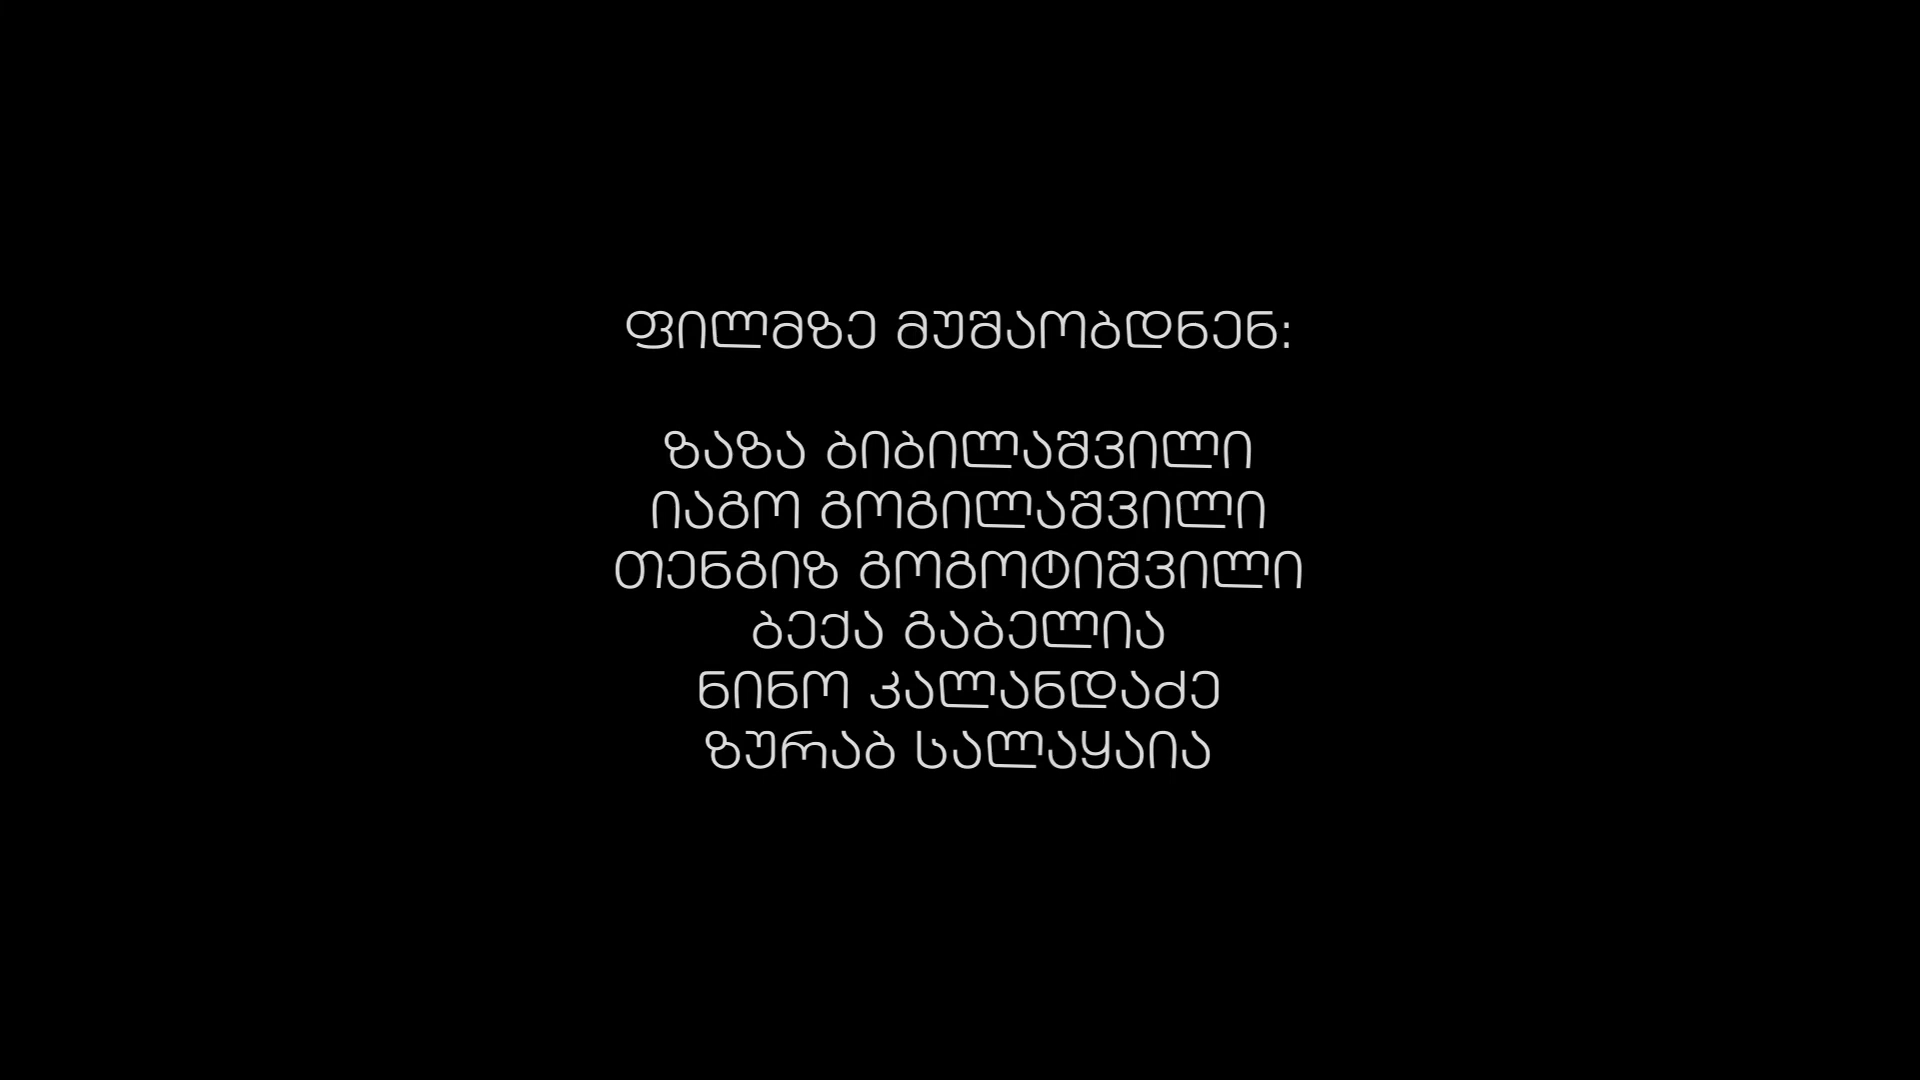 ფილმზე მუშაობდნენ:
ზაზა ბიბილაშვილი
იაგო გოგილაშვილი
თენგიზ გოგოტიშვილი
ბექა გაბელია
ნინო კალანდაძე
ზურაბ სალაყაია